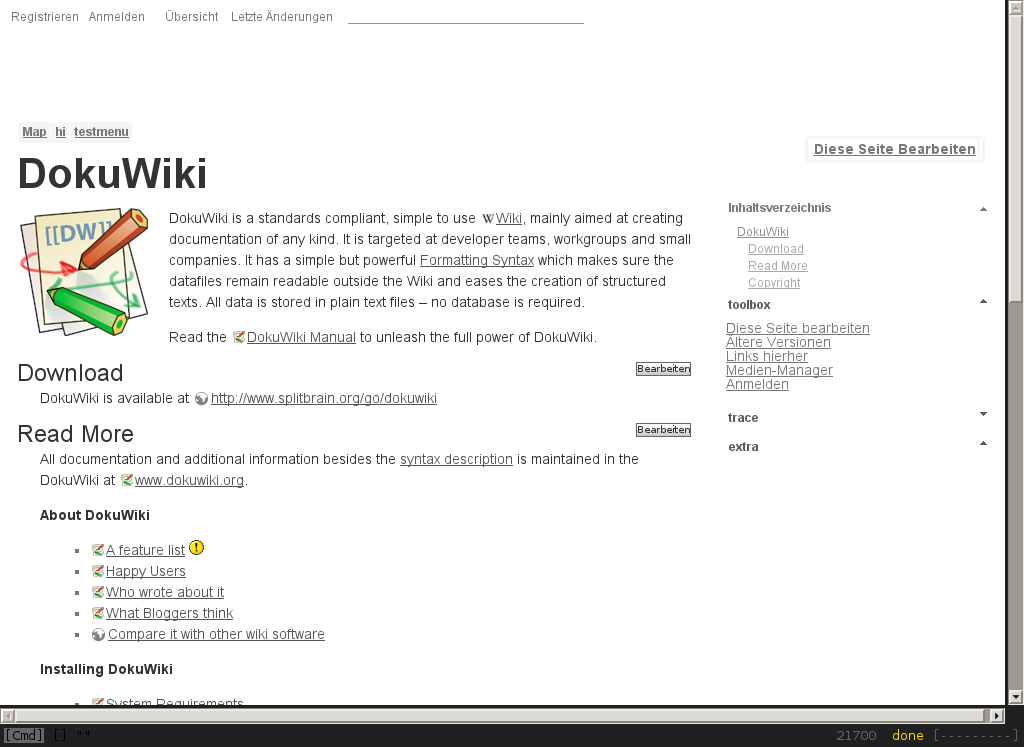 Registrieren Anmelden Übersicht Letzte Änderungen
Map hi testmenu
Diese Seite Bearbeiten
DokuWiki
[[DW]]
DokuWiki is a standards compliant, simple to use W Wiki, mainly aimed at creating
documentation of any kind. It is targeted at developer teams, workgroups and small
companies. It has a simple but powerful Formatting Syntax which makes sure the
datafiles remain readable outside the Wiki and eases the creation of structured
texts. All data is stored in plain text files – no database is required.
Read the DokuWiki Manual to unleash the full power of DokuWiki.
Download
Bearbeiten
DokuWiki is available at http://www.splitbrain.org/go/dokuwiki
Read More
Bearbeiten
All documentation and additional information besides the syntax description is maintained in the
DokuWiki at www.dokuwiki.org.
About DokuWiki
A feature list !
Happy Users
Who wrote about it
What Bloggers think
Compare it with other wiki software
Installing DokuWiki
System Requirements
Inhaltsverzeichnis
DokuWiki
Download
Read More
Copyright
toolbox
Diese Seite bearbeiten
Ältere Versionen
Links hierher
Medien-Manager
Anmelden
trace
extra
[Cmd] [] "" 21700 done [---------]